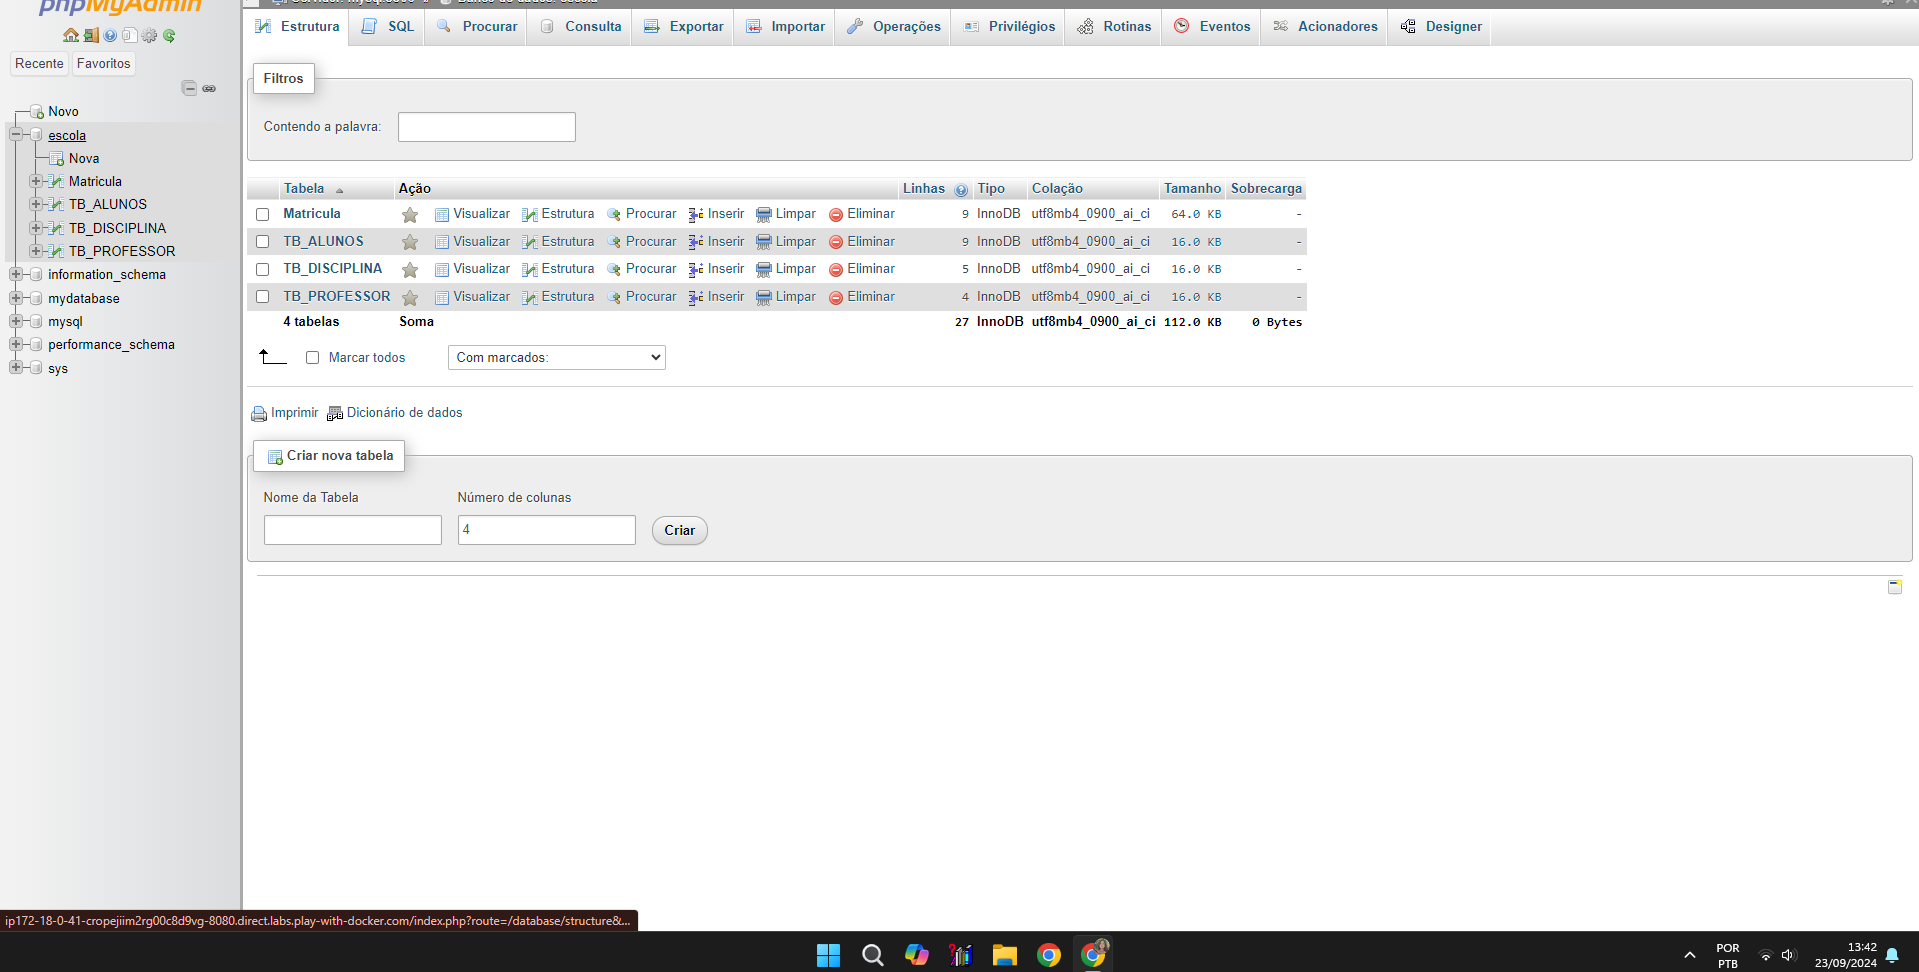 phpMyAdmin
Recente Favoritos
Novo
escola
Nova
Matricula
TB_ALUNOS
TB_DISCIPLINA
TB_PROFESSOR
information_schema
mydatabase
mysql
performance_schema
sys
Estrutura SQL Procurar Consulta Exportar Importar Operações Privilégios Rotinas Eventos Acionadores Designer
Filtros
Contendo a palavra:
Tabela Ação Linhas Tipo Colação Tamanho Sobrecarga
Matricula Visualizar Estrutura Procurar Inserir Limpar Eliminar 9 InnoDB utf8mb4_0900_ai_ci 64.0 KB -
TB_ALUNOS Visualizar Estrutura Procurar Inserir Limpar Eliminar 9 InnoDB utf8mb4_0900_ai_ci 16.0 KB -
TB_DISCIPLINA Visualizar Estrutura Procurar Inserir Limpar Eliminar 5 InnoDB utf8mb4_0900_ai_ci 16.0 KB -
TB_PROFESSOR Visualizar Estrutura Procurar Inserir Limpar Eliminar 4 InnoDB utf8mb4_0900_ai_ci 16.0 KB -
4 tabelas Soma 27 InnoDB utf8mb4_0900_ai_ci 112.0 KB 0 Bytes
Marcar todos Com marcados:
Imprimir Dicionário de dados
Criar nova tabela
Nome da Tabela Número de colunas
4 Criar
ip172-18-0-41-cropejiim2rg00c8d9vg-8080.direct.labs.play-with-docker.com/index.php?route=/database/structure&...
POR 13:42
PTB 23/09/2024